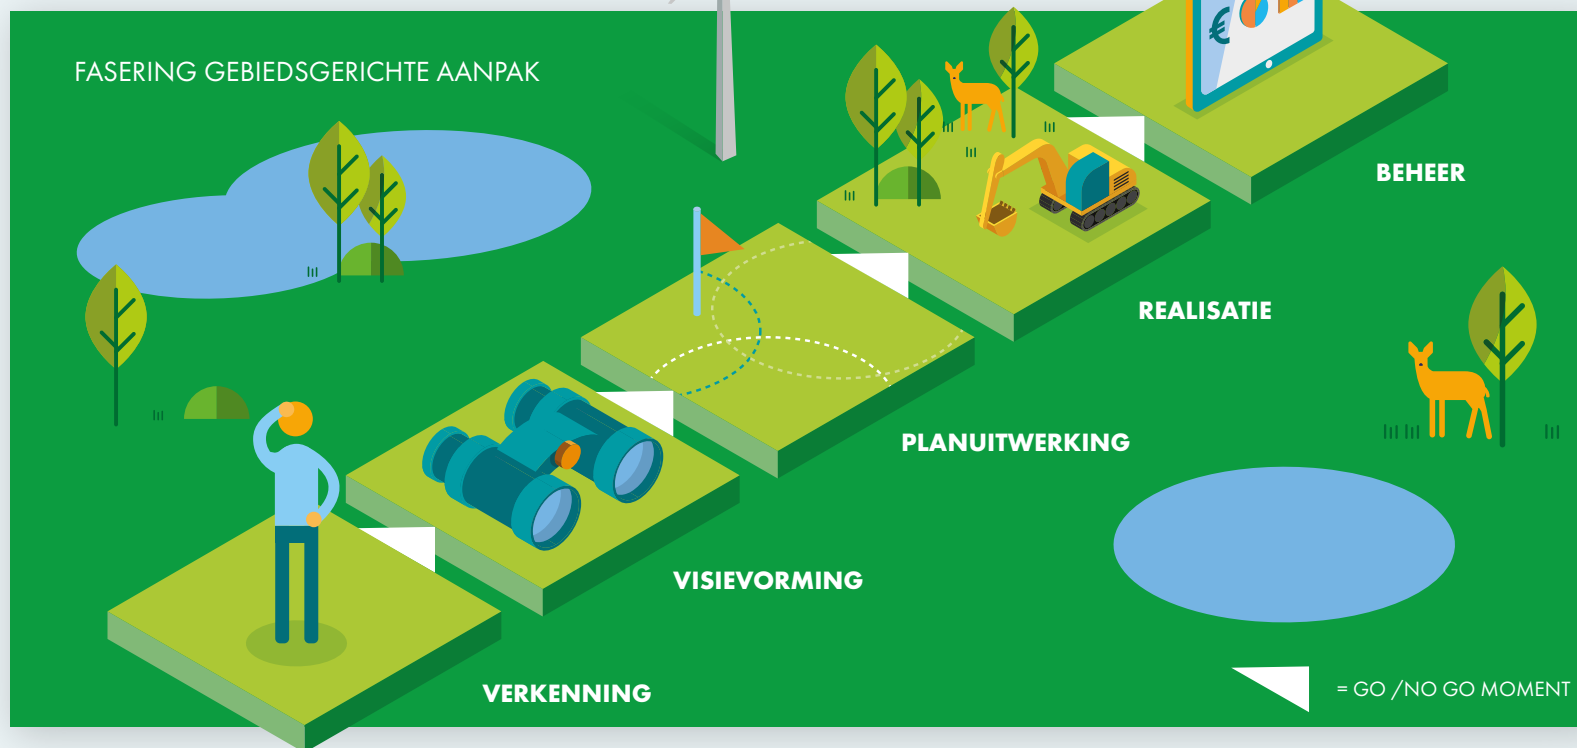 FASERING GEBIEDSGERICHTE AANPAK
€
BEHEER
REALISATIE
PLANUITWERKING
VISIEVORMING
VERKENNING
= GO /NO GO MOMENT